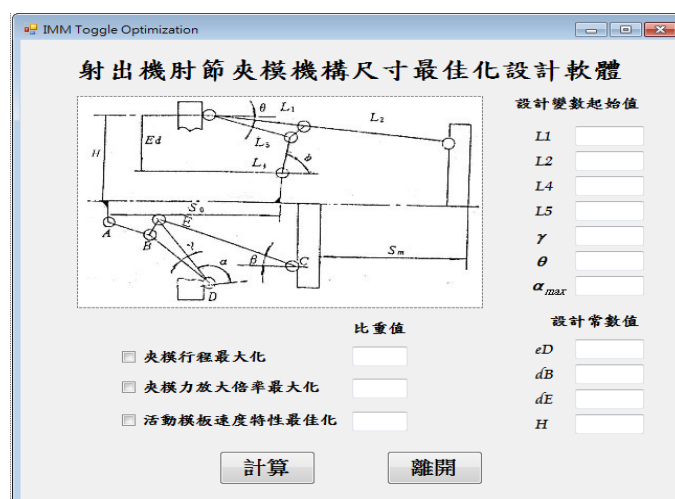 IMM Toggle Optimization
射出機肘節夾模機構尺寸最佳化設計軟體
θ
L₁
L₂
Ed
H
L₅
L₄
ϕ
S₀
A
B
E
γ
α
β
C
D
Sₘ
設計變數起始值
L1
L2
L4
L5
γ
θ
αmax
設計常數值
eD
dB
dE
H
比重值
夾模行程最大化
夾模力放大倍率最大化
活動模板速度特性最佳化
計算
離開